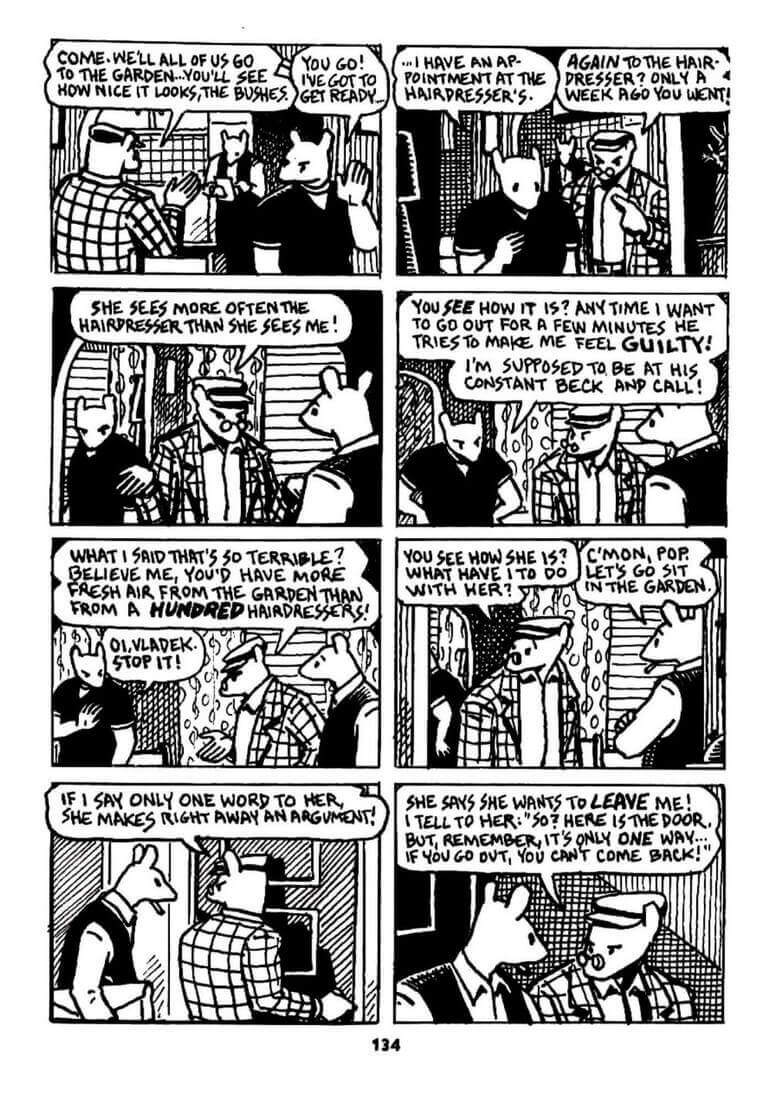 COME. WE'LL ALL OF US GO
TO THE GARDEN...YOU'LL SEE
HOW NICE IT LOOKS, THE BUSHES.
YOU GO!
I'VE GOT TO
GET READY...
...I HAVE AN AP-
POINTMENT AT THE
HAIRDRESSER'S.
AGAIN TO THE HAIR-
DRESSER? ONLY A
WEEK AGO YOU WENT!
SHE SEES MORE OFTEN THE
HAIRDRESSER THAN SHE SEES ME!
YOU SEE HOW IT IS? ANY TIME I WANT
TO GO OUT FOR A FEW MINUTES HE
TRIES TO MAKE ME FEEL GUILTY!
I'M SUPPOSED TO BE AT HIS
CONSTANT BECK AND CALL!
WHAT I SAID THAT'S SO TERRIBLE?
BELIEVE ME, YOU'D HAVE MORE
FRESH AIR FROM THE GARDEN THAN
FROM A HUNDRED HAIRDRESSERS!
OI, VLADEK.
STOP IT!
YOU SEE HOW SHE IS?
WHAT HAVE I TO DO
WITH HER?
C'MON, POP.
LET'S GO SIT
IN THE GARDEN.
IF I SAY ONLY ONE WORD TO HER,
SHE MAKES RIGHT AWAY AN ARGUMENT!
SHE SAYS SHE WANTS TO LEAVE ME!
I TELL TO HER: "SO? HERE IS THE DOOR.
BUT, REMEMBER, IT'S ONLY ONE WAY...
IF YOU GO OUT, YOU CAN'T COME BACK!"
134